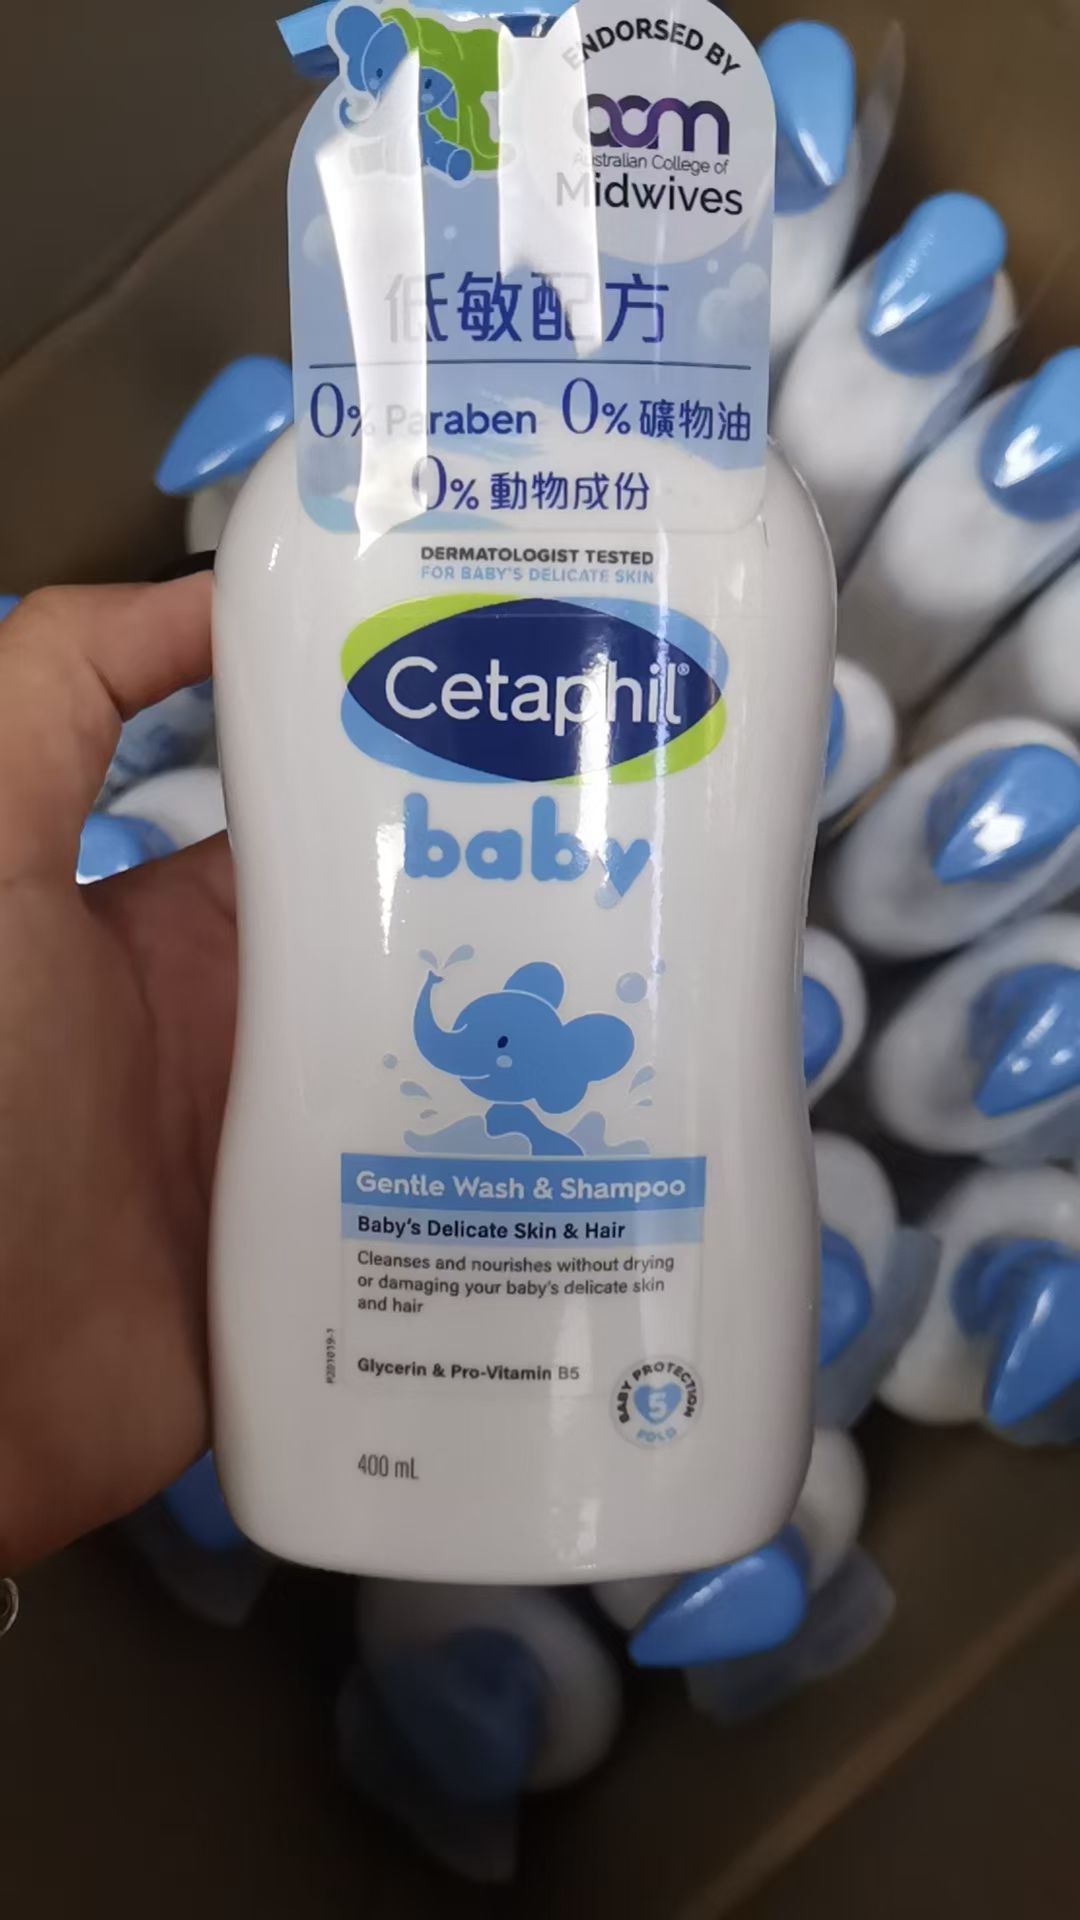 ENDORSED BY
acm
Australian College of
Midwives
低敏配方
0% Paraben 0% 礦物油
0% 動物成份
DERMATOLOGIST TESTED
FOR BABY'S DELICATE SKIN
Cetaphil®
baby
Gentle Wash & Shampoo
Baby's Delicate Skin & Hair
Cleanses and nourishes without drying
or damaging your baby's delicate skin
and hair
P201039-1
Glycerin & Pro-Vitamin B5
BABY PROTECTION
5
FOLD
400 mL